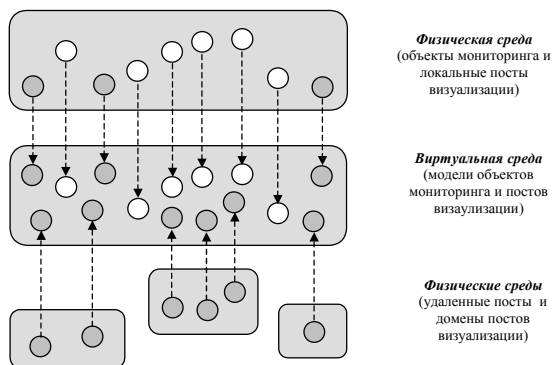 Физическая среда
(объекты мониторинга и
локальные посты
визуализации)
Виртуальная среда
(модели объектов
мониторинга и постов
визаулизации)
Физические среды
(удаленные посты и
домены постов
визуализации)